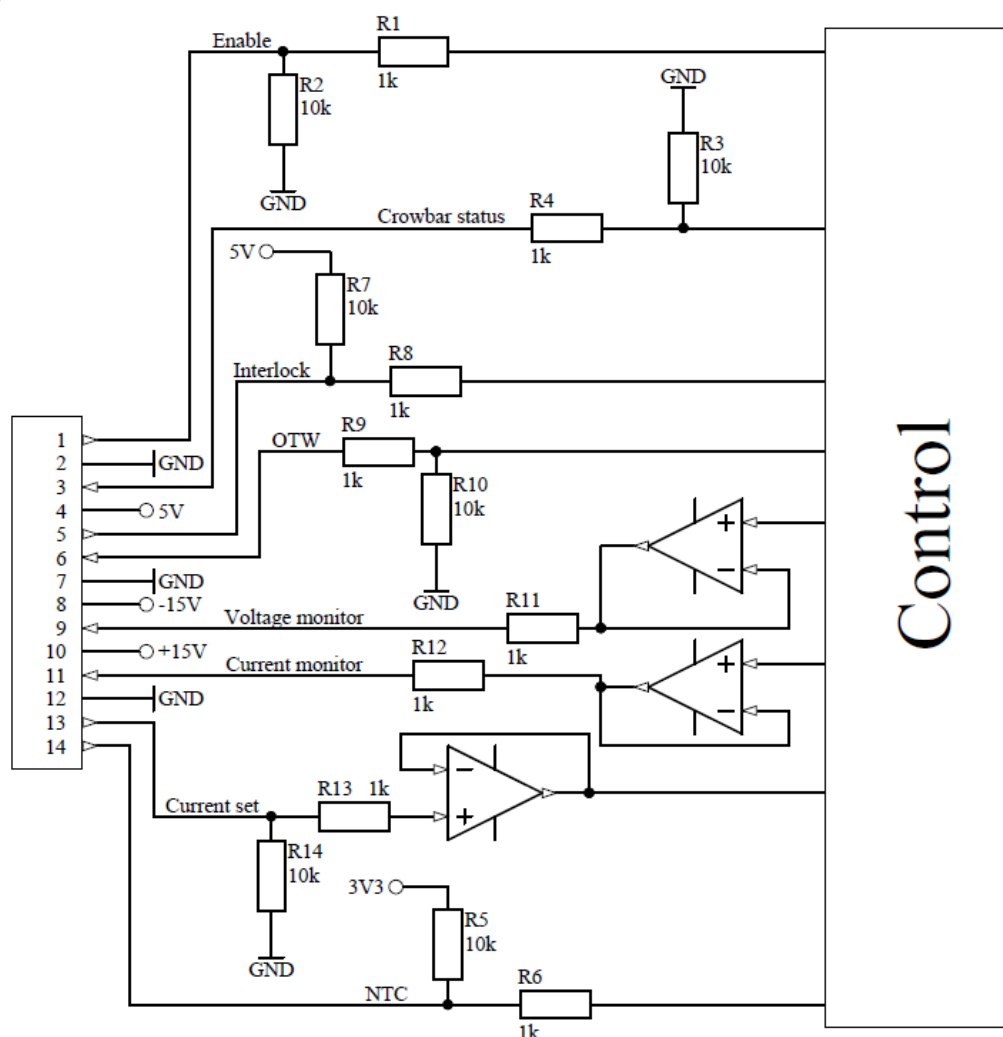 Enable
R1
1k
R2
10k
GND
GND
R3
10k
Crowbar status
R4
1k
5V
R7
10k
Interlock
R8
1k
OTW
R9
1k
R10
10k
GND
1
2
GND
3
4
5V
5
6
7
GND
8
-15V
9
Voltage monitor
R11
1k
10
+15V
11
Current monitor
R12
1k
12
GND
13
14
+
−
+
−
Current set
R13
1k
−
+
R14
10k
GND
3V3
R5
10k
NTC
R6
1k
Control